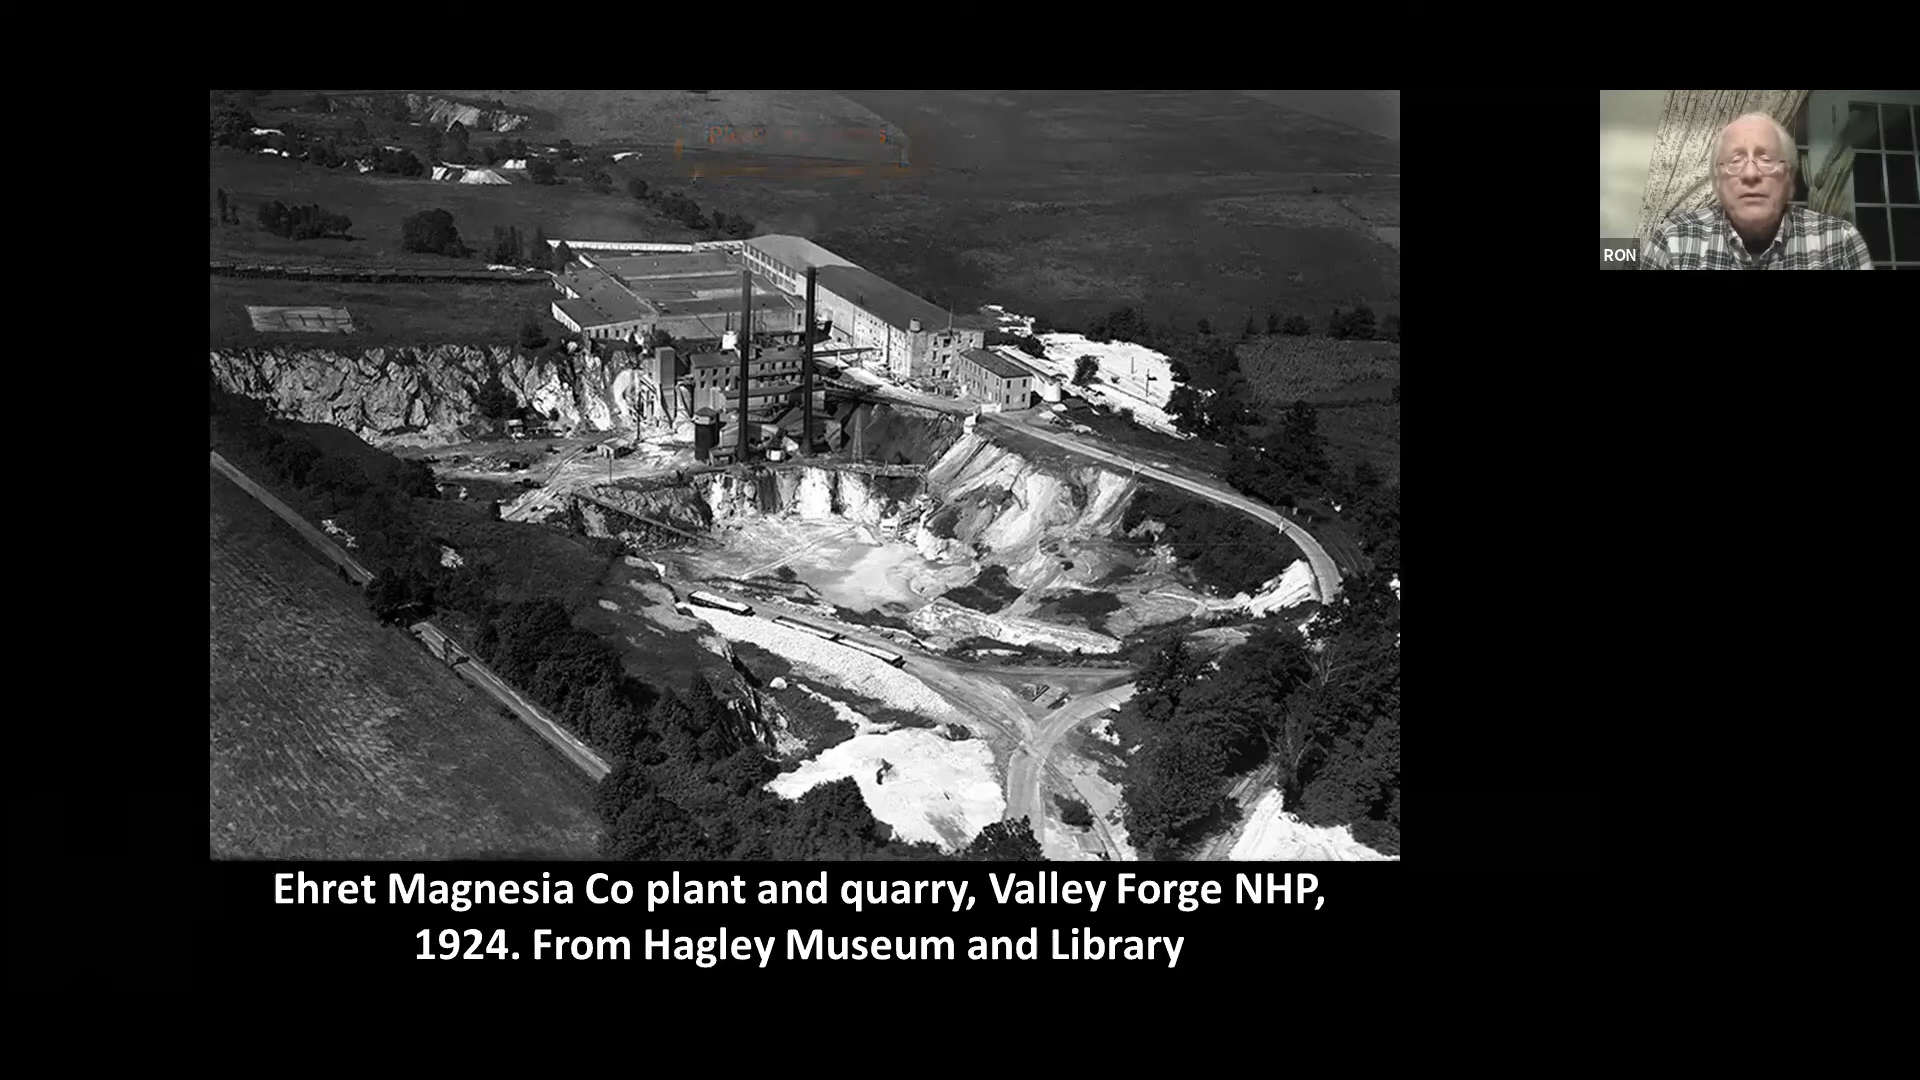 RON
Ehret Magnesia Co plant and quarry, Valley Forge NHP,
1924. From Hagley Museum and Library